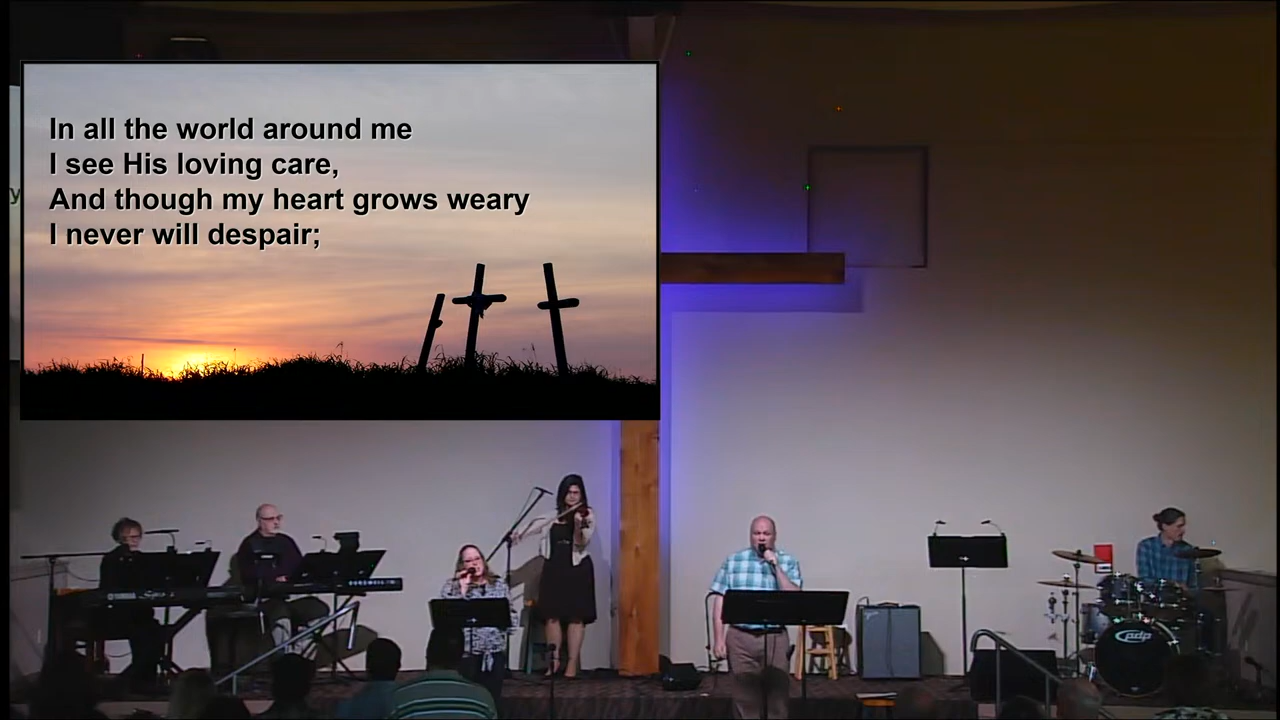 In all the world around me
I see His loving care,
And though my heart grows weary
I never will despair;
y
pdp